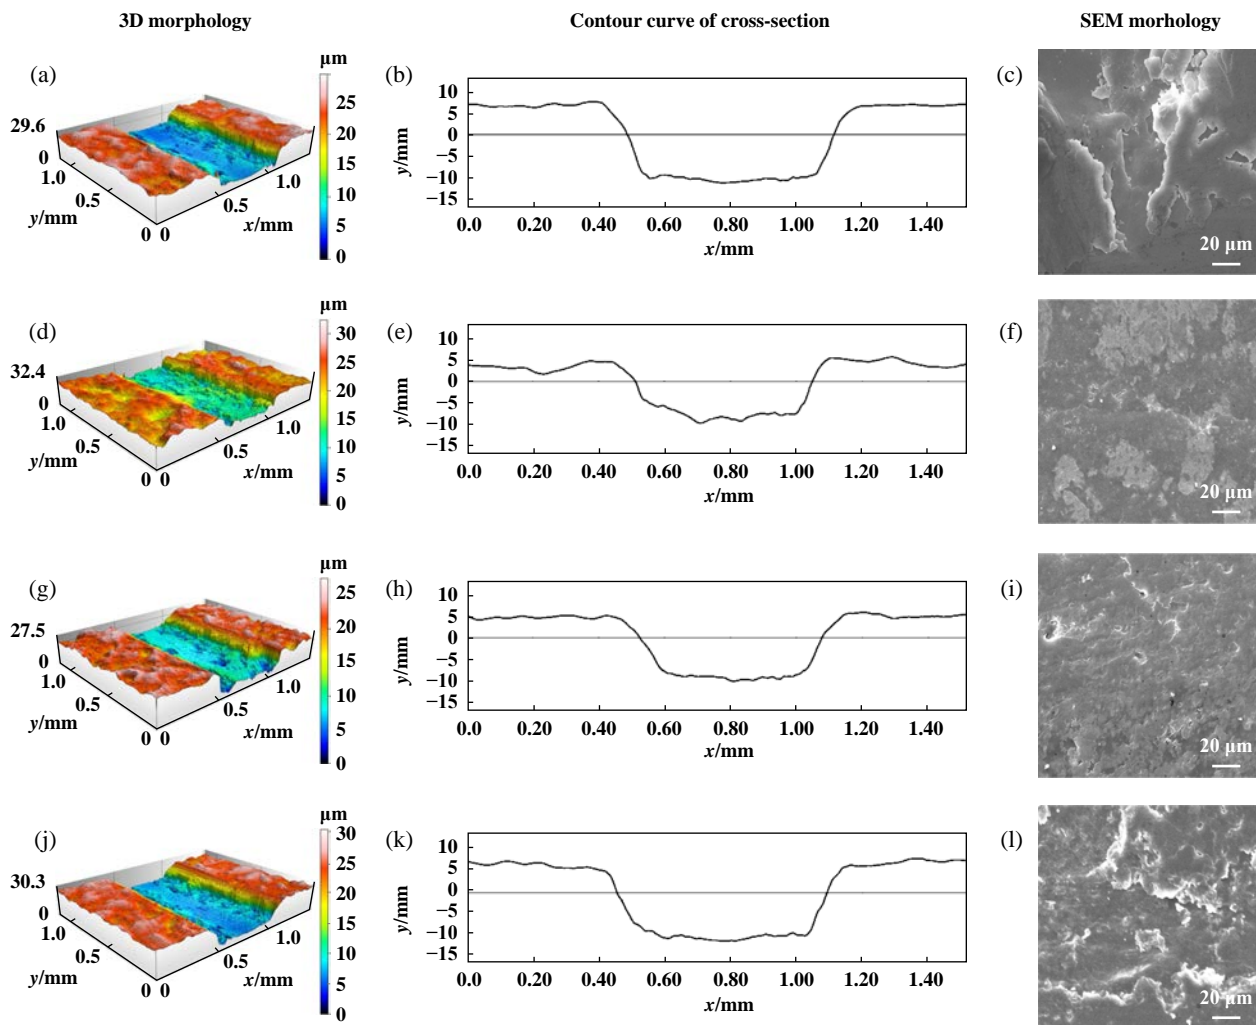 3D morphology
Contour curve of cross-section
SEM morhology
(a)
µm
25
20
15
10
5
0
29.6
0
1.0
0.5
y/mm
0 0
0.5
1.0
x/mm
(b)
10
5
0
−5
−10
−15
y/mm
0.0 0.20 0.40 0.60 0.80 1.00 1.20 1.40
x/mm
(c)
20 µm
(d)
µm
30
25
20
15
10
5
0
32.4
0
1.0
0.5
y/mm
0 0
0.5
1.0
x/mm
(e)
10
5
0
−5
−10
−15
y/mm
0.0 0.20 0.40 0.60 0.80 1.00 1.20 1.40
x/mm
(f)
20 µm
(g)
µm
25
20
15
10
5
0
27.5
0
1.0
0.5
y/mm
0 0
0.5
1.0
x/mm
(h)
10
5
0
−5
−10
−15
y/mm
0.0 0.20 0.40 0.60 0.80 1.00 1.20 1.40
x/mm
(i)
20 µm
(j)
µm
30
25
20
15
10
5
0
30.3
0
1.0
0.5
y/mm
0 0
0.5
1.0
x/mm
(k)
10
5
0
−5
−10
−15
y/mm
0.0 0.20 0.40 0.60 0.80 1.00 1.20 1.40
x/mm
(l)
20 µm